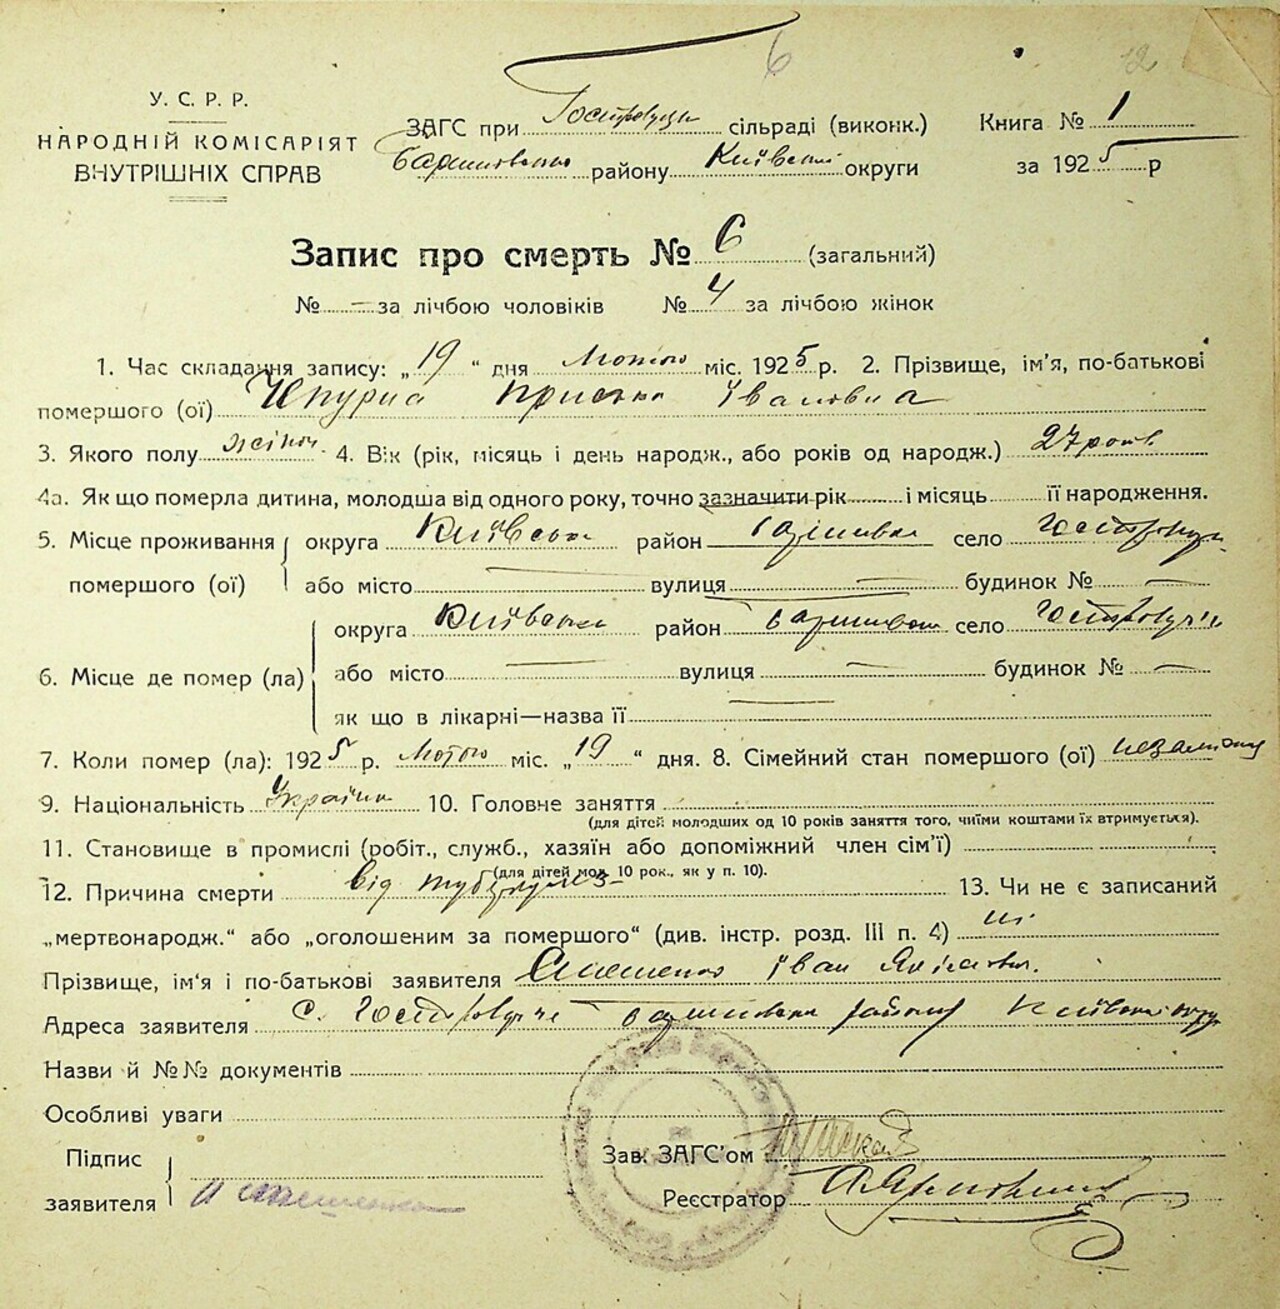 6
12
У. С. Р. Р.
НАРОДНІЙ КОМІСАРІЯТ
ВНУТРІШНІХ СПРАВ
ЗАГС при сільраді (виконк.)
району Київської округи
Книга № 1
за 1925 р
Запис про смерть № 6 (загальний)
№ — за лічбою чоловіків № 4 за лічбою жінок
1. Час складання запису: „19“ дня Лютого міс. 1925 р. 2. Прізвище, ім'я, по-батькові
помершого (ої) Чпурна Приська Івановна
3. Якого полу жіноч. 4. Вік (рік, місяць і день народж., або років од народж.) 27 років
4а. Як що померла дитина, молодша від одного року, точно зазначити рік і місяць її народження.
5. Місце проживання помершого (ої) округа Київська район село
або місто — вулиця — будинок № —
6. Місце де помер (ла) округа Київська район село
або місто — вулиця — будинок № —
як що в лікарні—назва її —
7. Коли помер (ла): 1925 р. Лютого міс. „19“ дня. 8. Сімейний стан помершого (ої)
9. Національність Україн 10. Головне заняття
(для дітей молодших од 10 років заняття того, чиїми коштами їх втримується).
11. Становище в промислі (робіт., служб., хазяїн або допоміжний член сім'ї)
(для дітей мол. 10 рок., як у п. 10).
12. Причина смерти від 13. Чи не є записаний
„мертвонародж.“ або „оголошеним за помершого“ (див. інстр. розд. III п. 4) ні
Прізвище, ім'я і по-батькові заявителя Іван
Адреса заявителя с. району
Назви й №№ документів
Особливі уваги
Підпис
заявителя
Зав. ЗАГС'ом
Реєстратор